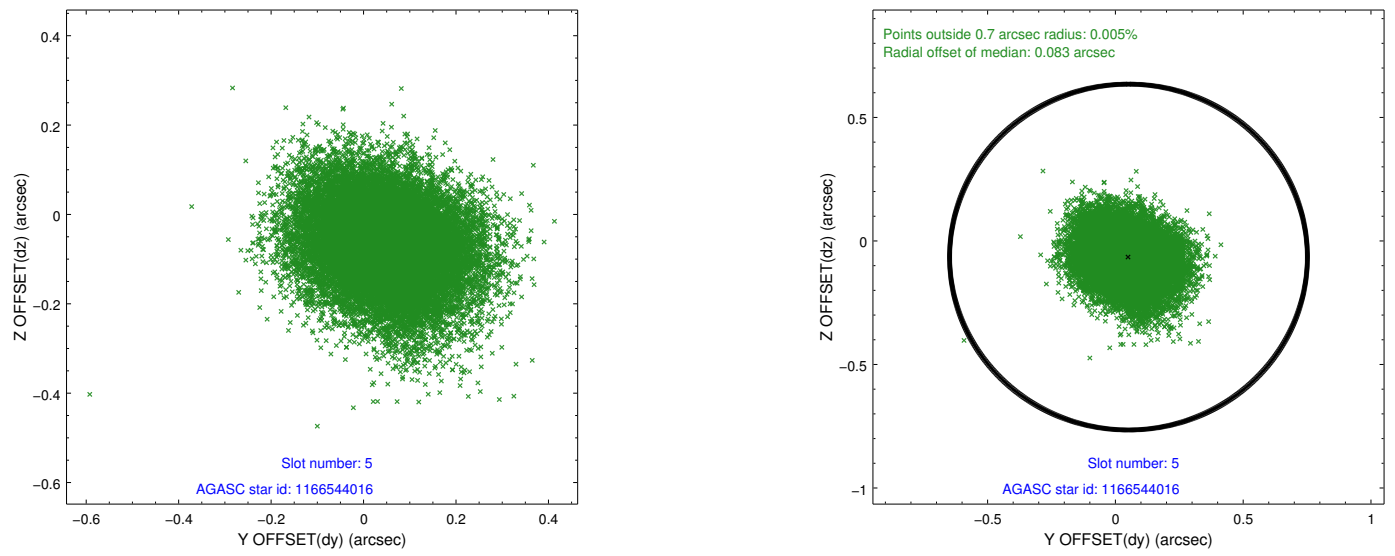 0.4
0.2
0
−0.2
−0.4
−0.6
Z OFFSET(dz) (arcsec)
Slot number: 5
AGASC star id: 1166544016
−0.6
−0.4
−0.2
0
0.2
0.4
Y OFFSET(dy) (arcsec)
Points outside 0.7 arcsec radius: 0.005%
Radial offset of median: 0.083 arcsec
0.5
0
−0.5
−1
Z OFFSET(dz) (arcsec)
Slot number: 5
AGASC star id: 1166544016
−0.5
0
0.5
1
Y OFFSET(dy) (arcsec)